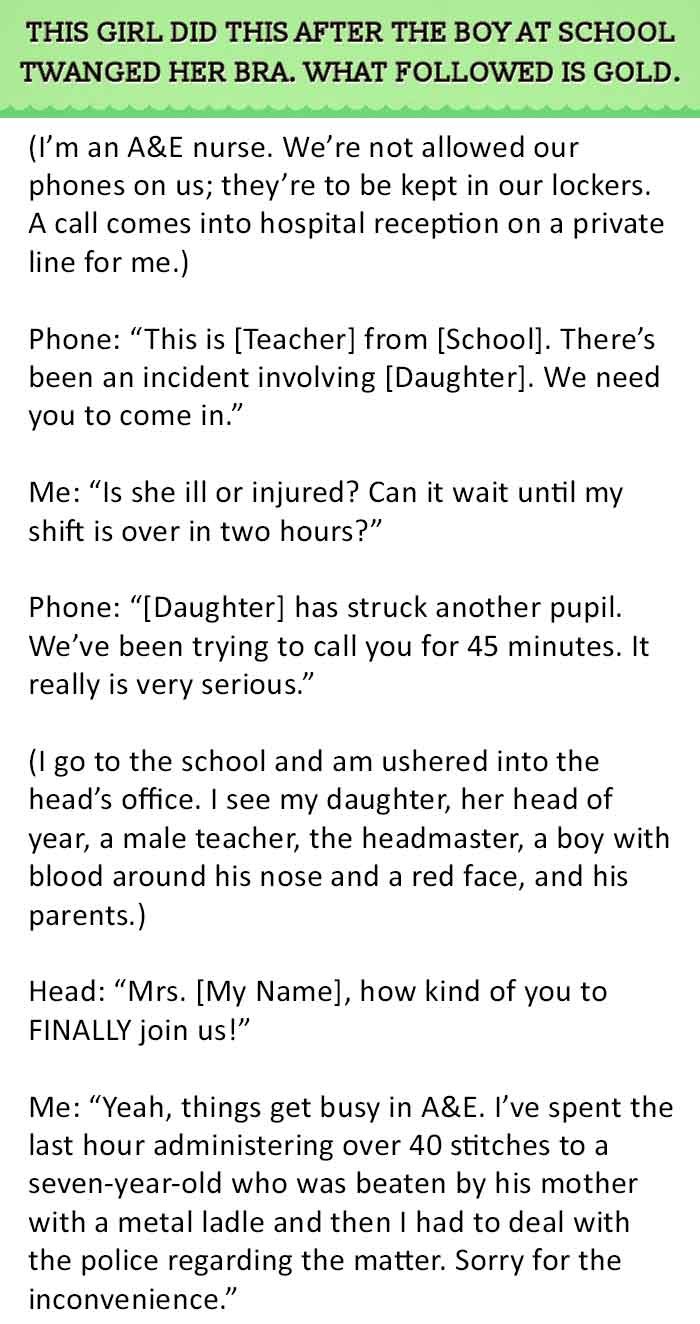 THIS GIRL DID THIS AFTER THE BOY AT SCHOOL
TWANGED HER BRA. WHAT FOLLOWED IS GOLD.
(I’m an A&E nurse. We’re not allowed our
phones on us; they’re to be kept in our lockers.
A call comes into hospital reception on a private
line for me.)
Phone: “This is [Teacher] from [School]. There’s
been an incident involving [Daughter]. We need
you to come in.”
Me: “Is she ill or injured? Can it wait until my
shift is over in two hours?”
Phone: “[Daughter] has struck another pupil.
We’ve been trying to call you for 45 minutes. It
really is very serious.”
(I go to the school and am ushered into the
head’s office. I see my daughter, her head of
year, a male teacher, the headmaster, a boy with
blood around his nose and a red face, and his
parents.)
Head: “Mrs. [My Name], how kind of you to
FINALLY join us!”
Me: “Yeah, things get busy in A&E. I’ve spent the
last hour administering over 40 stitches to a
seven-year-old who was beaten by his mother
with a metal ladle and then I had to deal with
the police regarding the matter. Sorry for the
inconvenience.”